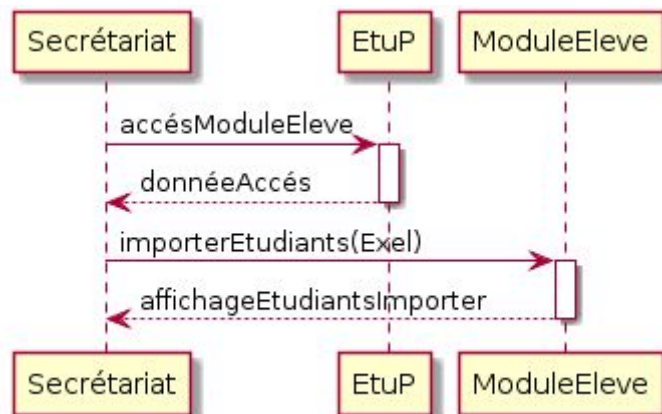 Secrétariat EtuP ModuleEleve
accésModuleEleve
donnéeAccés
importerEtudiants(Exel)
affichageEtudiantsImporter
Secrétariat EtuP ModuleEleve